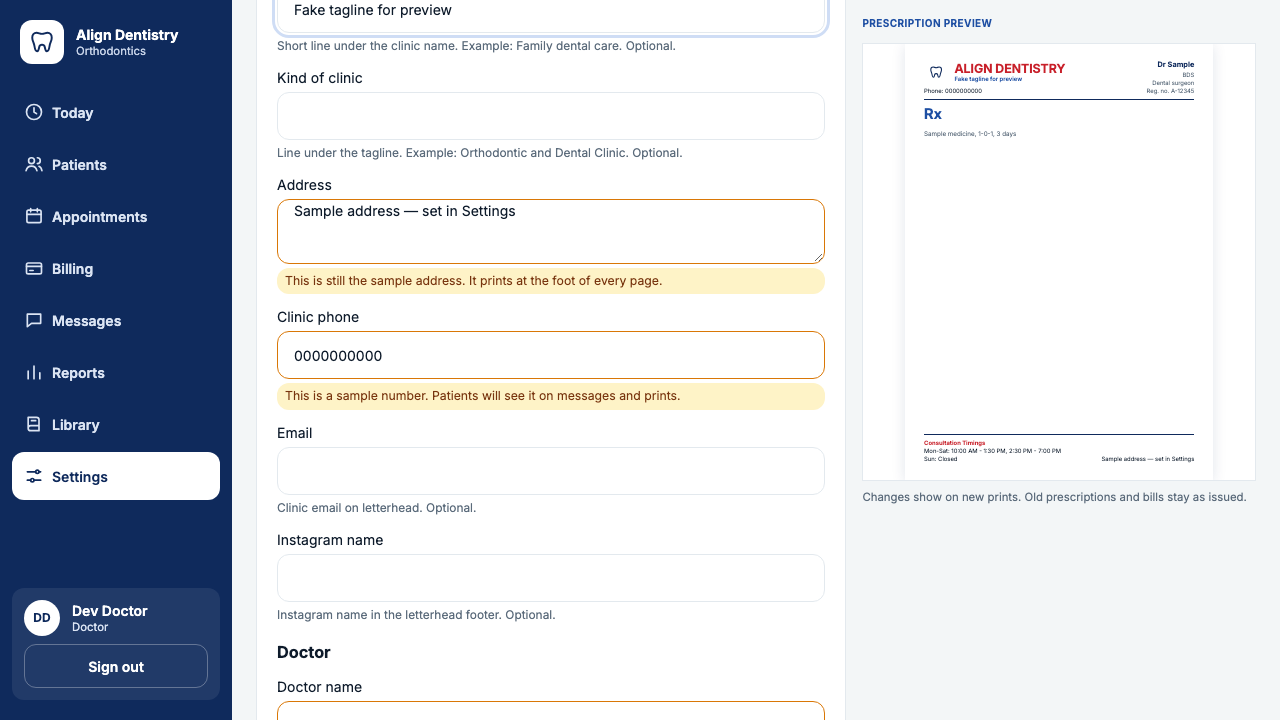 Align Dentistry
Orthodontics
Today
Patients
Appointments
Billing
Messages
Reports
Library
Settings
DD
Dev Doctor
Doctor
Sign out
Fake tagline for preview
Short line under the clinic name. Example: Family dental care. Optional.
Kind of clinic
Line under the tagline. Example: Orthodontic and Dental Clinic. Optional.
Address
Sample address — set in Settings
This is still the sample address. It prints at the foot of every page.
Clinic phone
0000000000
This is a sample number. Patients will see it on messages and prints.
Email
Clinic email on letterhead. Optional.
Instagram name
Instagram name in the letterhead footer. Optional.
Doctor
Doctor name
PRESCRIPTION PREVIEW
ALIGN DENTISTRY
Fake tagline for preview
Phone: 0000000000
Dr Sample
BDS
Dental surgeon
Reg. no. A-12345
Rx
Sample medicine, 1-0-1, 3 days
Consultation Timings
Mon-Sat: 10:00 AM - 1:30 PM, 2:30 PM - 7:00 PM
Sun: Closed
Sample address — set in Settings
Changes show on new prints. Old prescriptions and bills stay as issued.